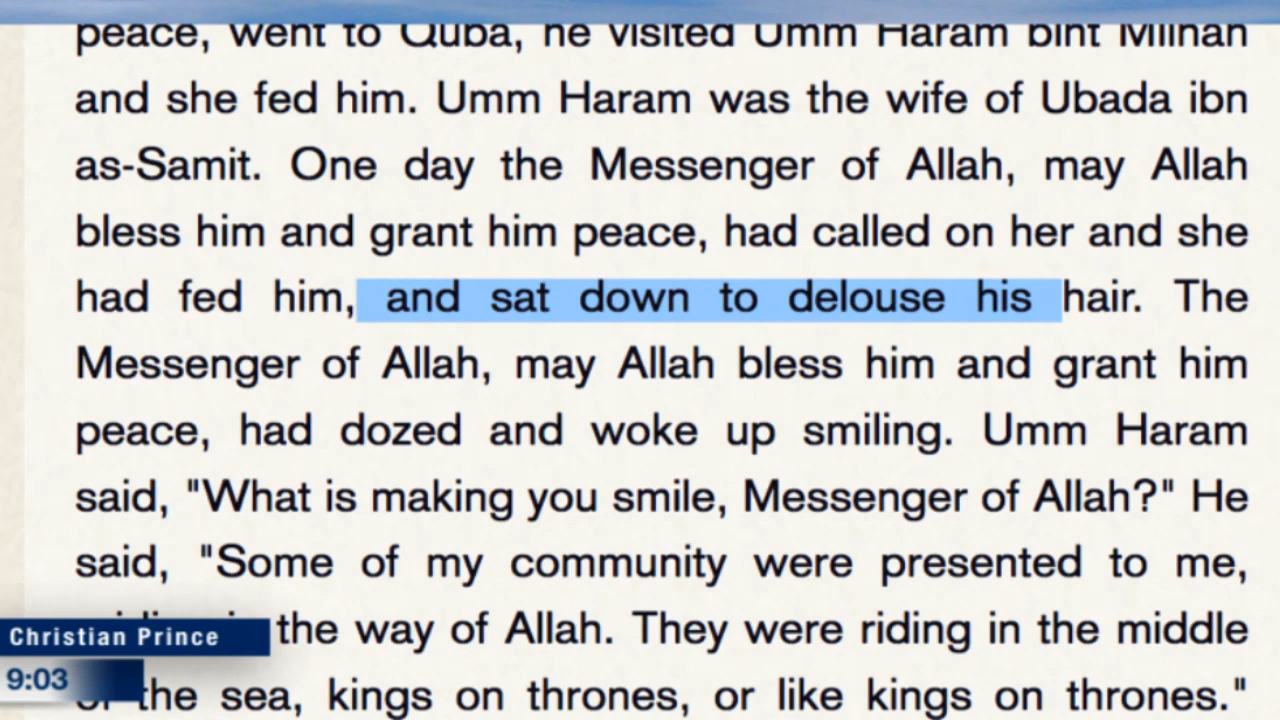 peace, went to Quba, he visited Umm Haram bint Milhan
and she fed him. Umm Haram was the wife of Ubada ibn
as-Samit. One day the Messenger of Allah, may Allah
bless him and grant him peace, had called on her and she
had fed him, and sat down to delouse his hair. The
Messenger of Allah, may Allah bless him and grant him
peace, had dozed and woke up smiling. Umm Haram
said, "What is making you smile, Messenger of Allah?" He
said, "Some of my community were presented to me,
the way of Allah. They were riding in the middle
of the sea, kings on thrones, or like kings on thrones."
Christian Prince
9:03